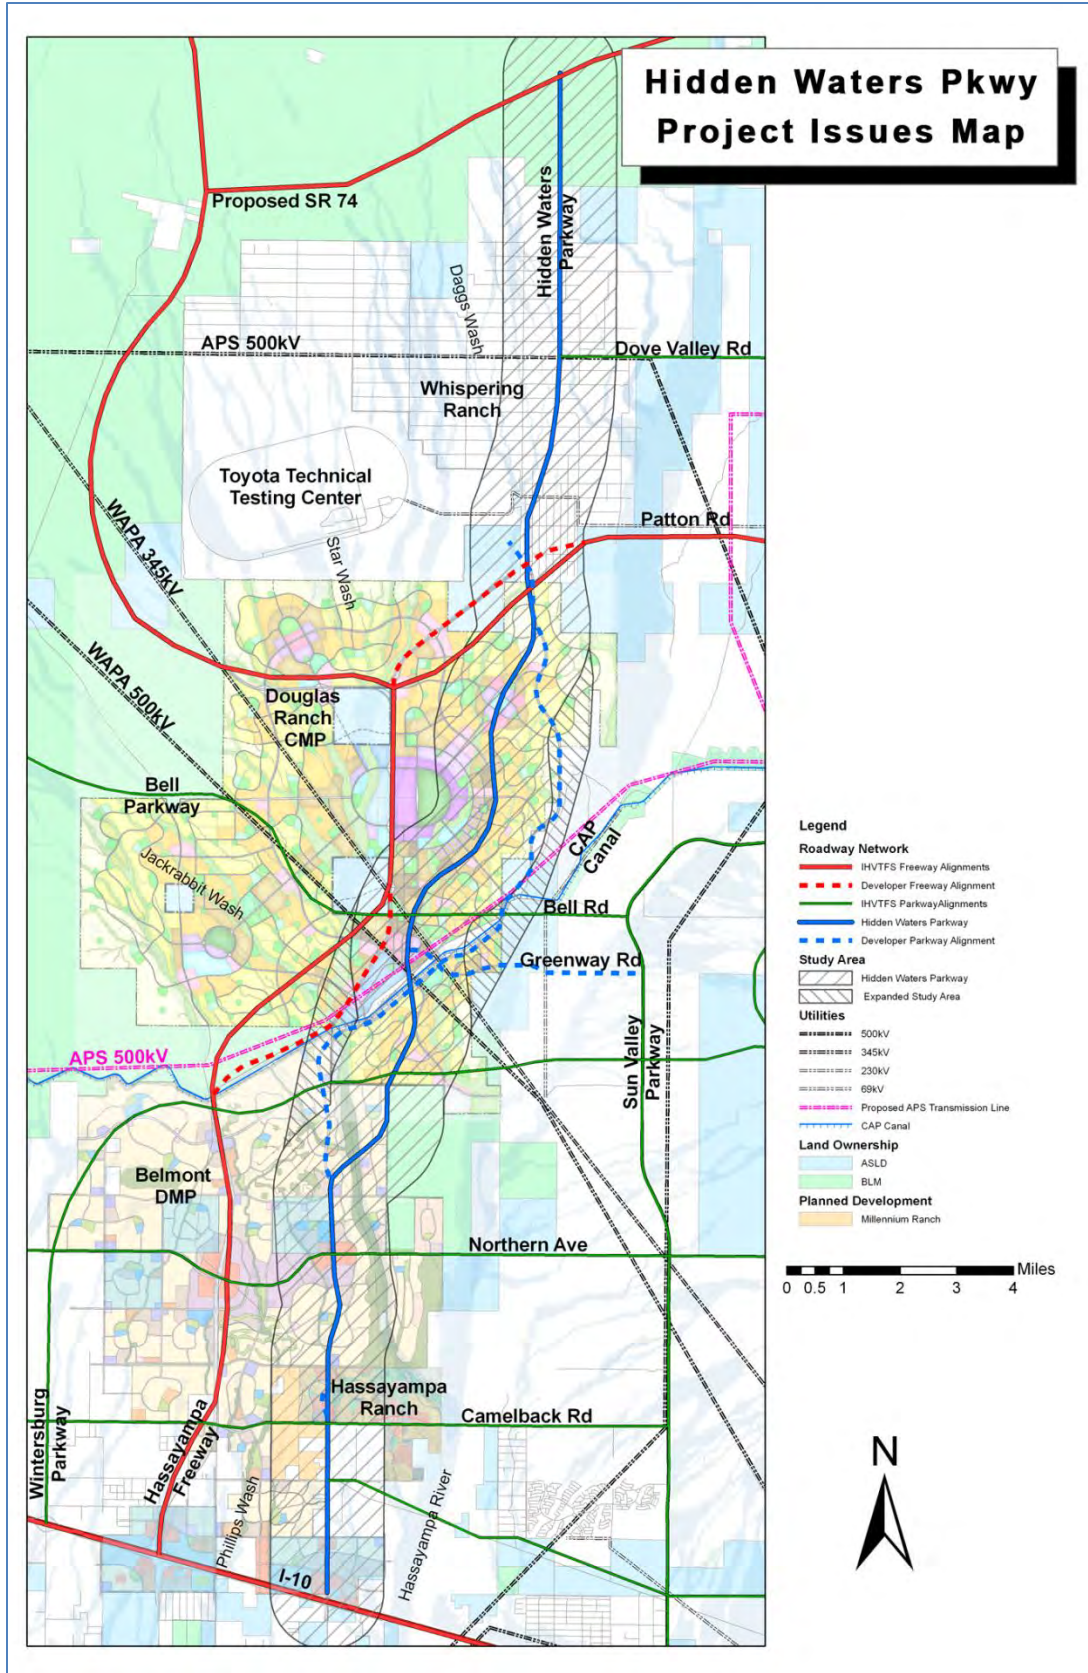 Hidden Waters Pkwy
Project Issues Map
Proposed SR 74
Hidden Waters
Parkway
Daggs Wash
APS 500kV
Dove Valley Rd
Whispering
Ranch
Toyota Technical
Testing Center
Patton Rd
WAPA 345kV
Star Wash
WAPA 500kV
Douglas
Ranch
CMP
Bell
Parkway
CAP
Canal
Jackrabbit Wash
Bell Rd
Greenway Rd
APS 500kV
Sun Valley
Parkway
Belmont
DMP
Northern Ave
Hassayampa
Ranch
Camelback Rd
Wintersburg
Parkway
Hassayampa
Freeway
Phillips Wash
Hassayampa River
I-10
Legend
Roadway Network
IHVTFS Freeway Alignments
Developer Freeway Alignment
IHVTFS ParkwayAlignments
Hidden Waters Parkway
Developer Parkway Alignment
Study Area
Hidden Waters Parkway
Expanded Study Area
Utilities
500kV
345kV
230kV
69kV
Proposed APS Transmission Line
CAP Canal
Land Ownership
ASLD
BLM
Planned Development
Millennium Ranch
Miles
0 0.5 1 2 3 4
N